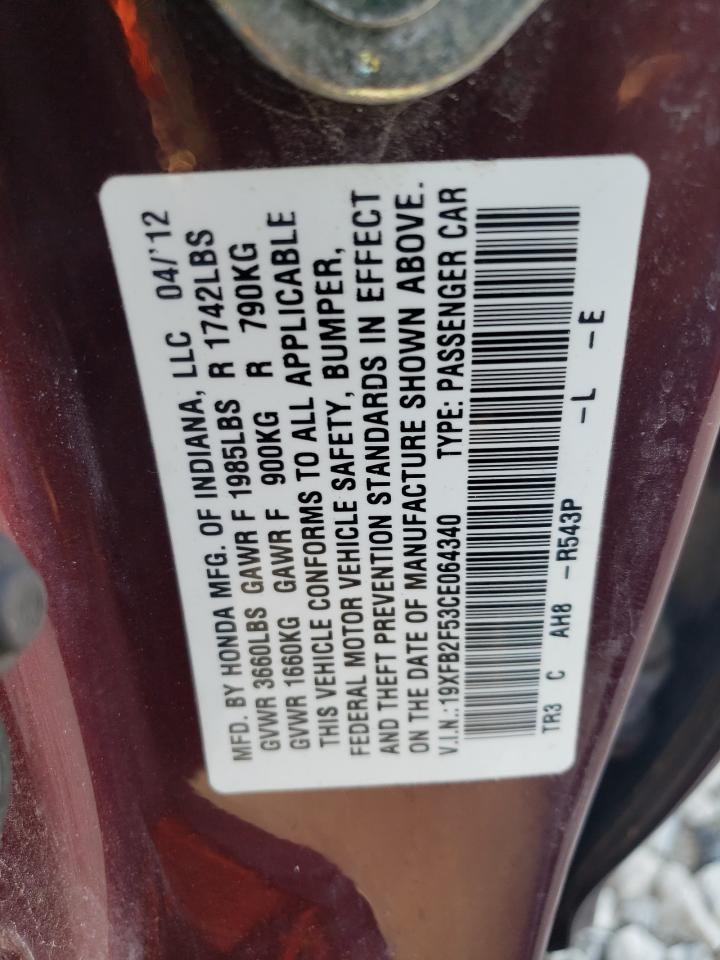 MFD. BY HONDA MFG. OF INDIANA, LLC 04/'12
GVWR 3660LBS GAWR F 1985LBS R 1742LBS
GVWR 1660KG GAWR F 900KG R 790KG
THIS VEHICLE CONFORMS TO ALL APPLICABLE
FEDERAL MOTOR VEHICLE SAFETY, BUMPER,
AND THEFT PREVENTION STANDARDS IN EFFECT
ON THE DATE OF MANUFACTURE SHOWN ABOVE.
V.I.N.:19XFB2F53CE064340 TYPE: PASSENGER CAR
TR3 C AH8 -R543P -L -E